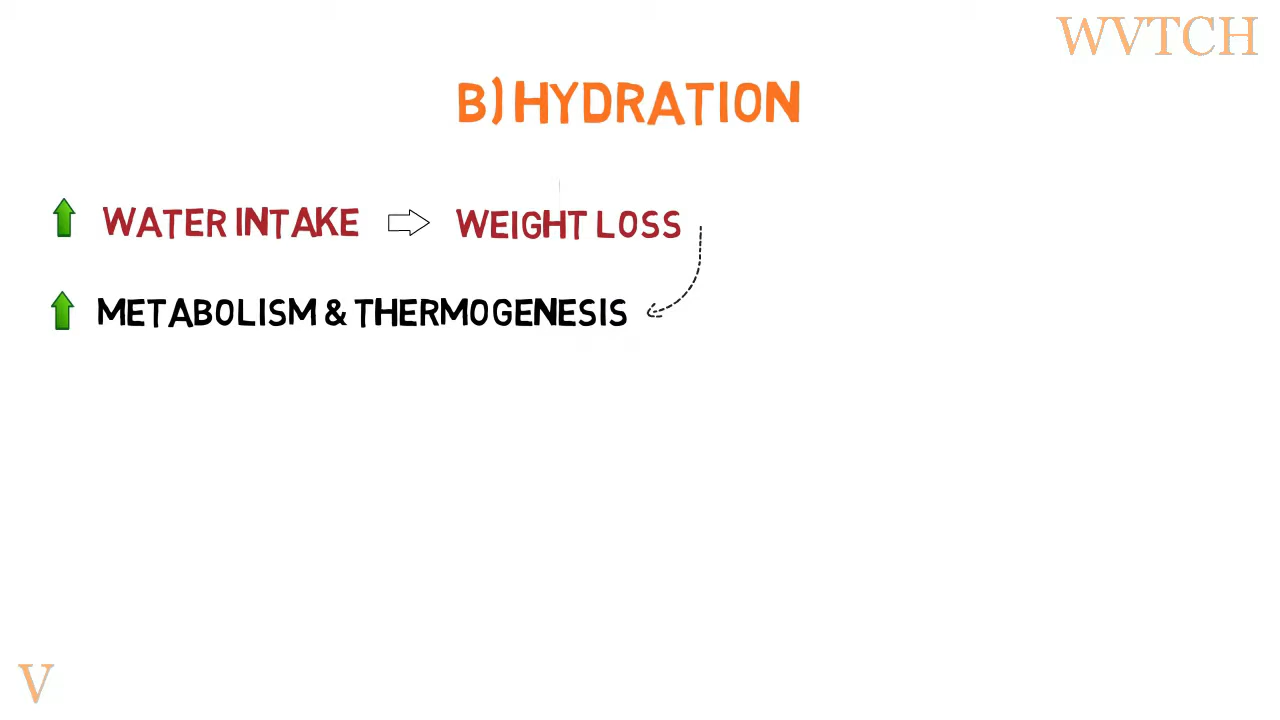 WVTCH
B) HYDRATION
WATER INTAKE WEIGHT LOSS
METABOLISM & THERMOGENESIS
V